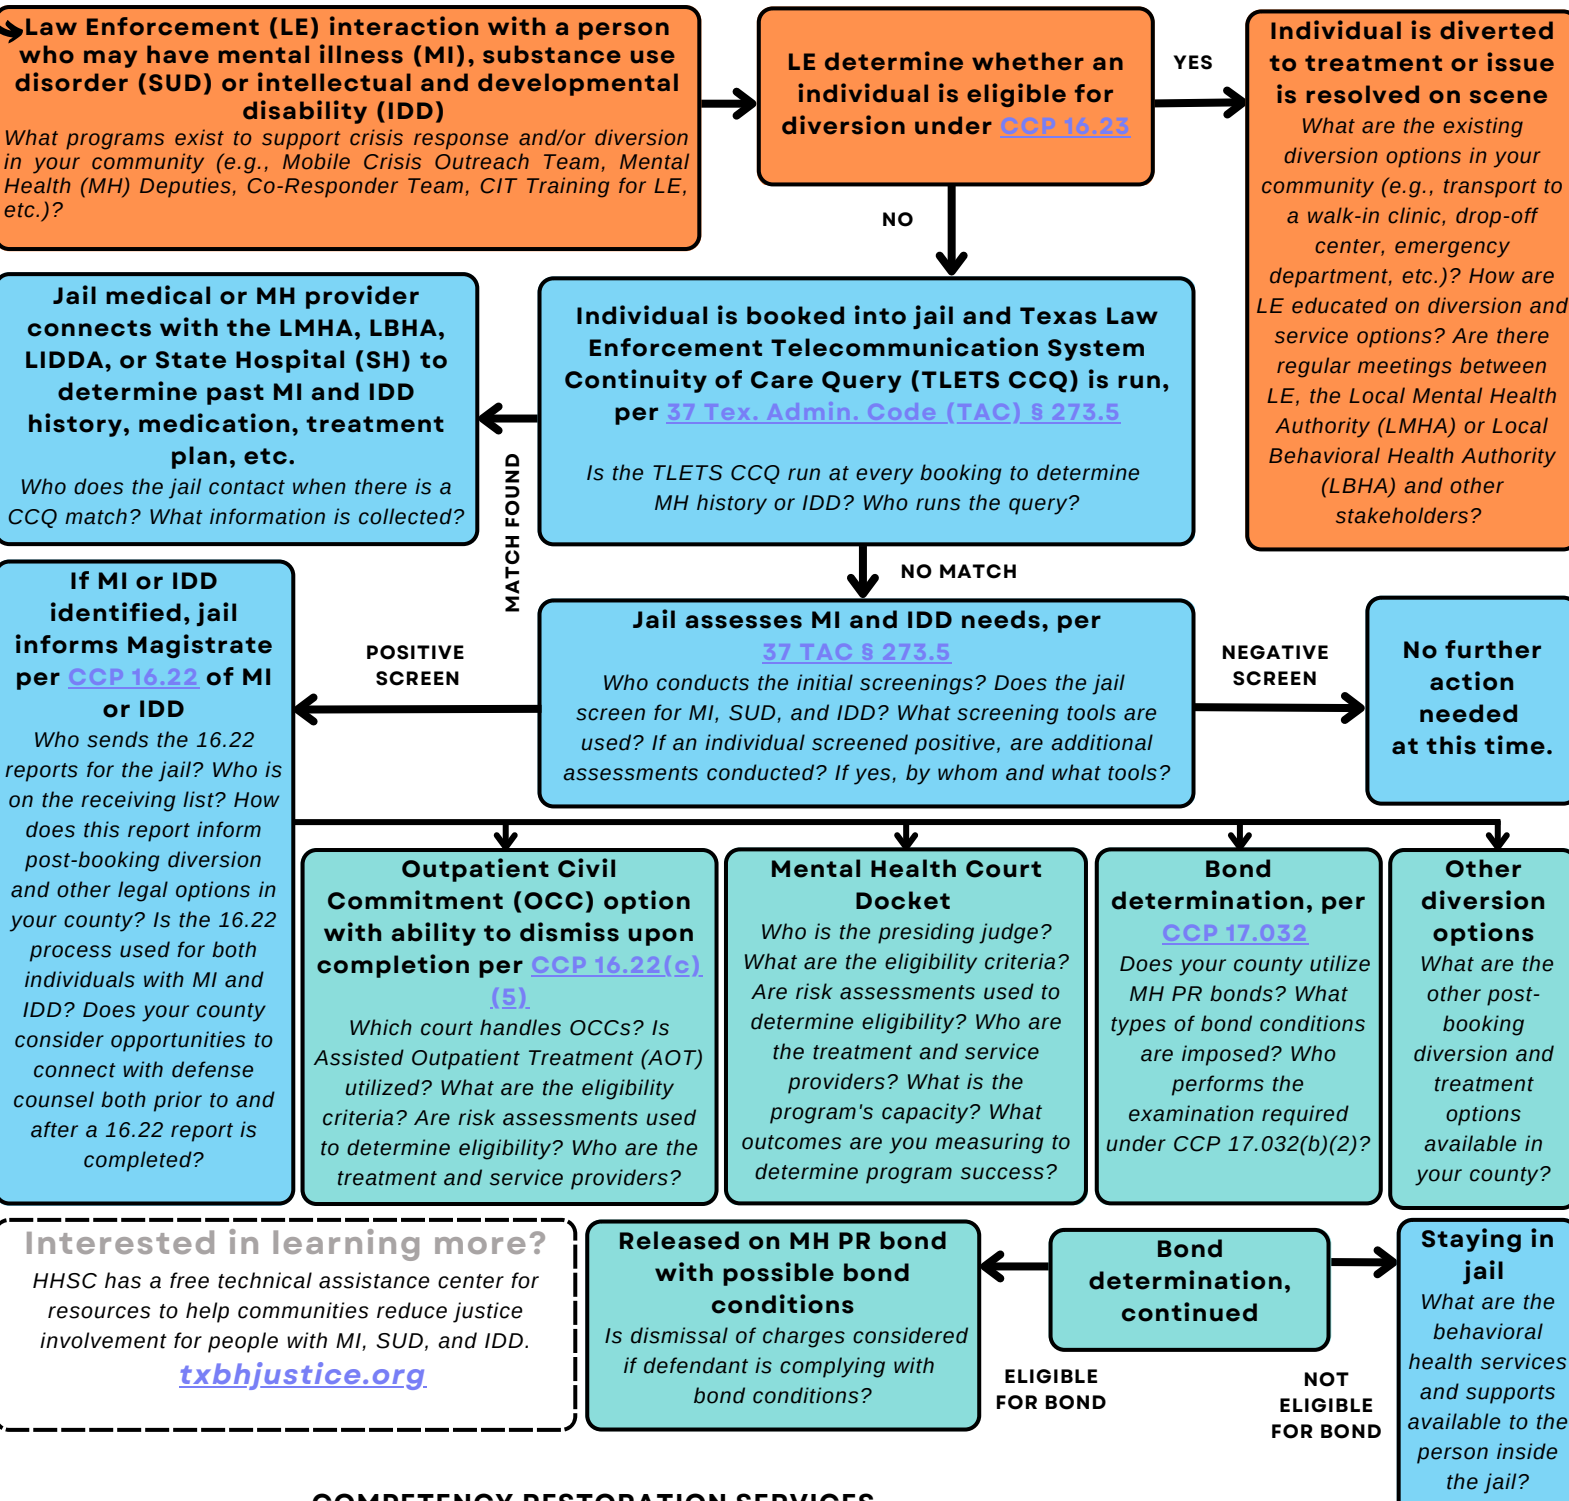 Law Enforcement (LE) interaction with a person
who may have mental illness (MI), substance use
disorder (SUD) or intellectual and developmental
disability (IDD)
What programs exist to support crisis response and/or diversion
in your community (e.g., Mobile Crisis Outreach Team, Mental
Health (MH) Deputies, Co-Responder Team, CIT Training for LE,
etc.)?
LE determine whether an
individual is eligible for
diversion under CCP 16.23
YES
Individual is diverted
to treatment or issue
is resolved on scene
What are the existing
diversion options in your
community (e.g., transport to
a walk-in clinic, drop-off
center, emergency
department, etc.)? How are
LE educated on diversion and
service options? Are there
regular meetings between
LE, the Local Mental Health
Authority (LMHA) or Local
Behavioral Health Authority
(LBHA) and other
stakeholders?
NO
Jail medical or MH provider
connects with the LMHA, LBHA,
LIDDA, or State Hospital (SH) to
determine past MI and IDD
history, medication, treatment
plan, etc.
Who does the jail contact when there is a
CCQ match? What information is collected?
MATCH FOUND
Individual is booked into jail and Texas Law
Enforcement Telecommunication System
Continuity of Care Query (TLETS CCQ) is run,
per 37 Tex. Admin. Code (TAC) § 273.5
Is the TLETS CCQ run at every booking to determine
MH history or IDD? Who runs the query?
NO MATCH
If MI or IDD
identified, jail
informs Magistrate
per CCP 16.22 of MI
or IDD
Who sends the 16.22
reports for the jail? Who is
on the receiving list? How
does this report inform
post-booking diversion
and other legal options in
your county? Is the 16.22
process used for both
individuals with MI and
IDD? Does your county
consider opportunities to
connect with defense
counsel both prior to and
after a 16.22 report is
completed?
POSITIVE
SCREEN
Jail assesses MI and IDD needs, per
37 TAC § 273.5
Who conducts the initial screenings? Does the jail
screen for MI, SUD, and IDD? What screening tools are
used? If an individual screened positive, are additional
assessments conducted? If yes, by whom and what tools?
NEGATIVE
SCREEN
No further
action
needed
at this time.
Outpatient Civil
Commitment (OCC) option
with ability to dismiss upon
completion per CCP 16.22(c)
(5)
Which court handles OCCs? Is
Assisted Outpatient Treatment (AOT)
utilized? What are the eligibility
criteria? Are risk assessments used
to determine eligibility? Who are the
treatment and service providers?
Mental Health Court
Docket
Who is the presiding judge?
What are the eligibility criteria?
Are risk assessments used to
determine eligibility? Who are
the treatment and service
providers? What is the
program's capacity? What
outcomes are you measuring to
determine program success?
Bond
determination, per
CCP 17.032
Does your county utilize
MH PR bonds? What
types of bond conditions
are imposed? Who
performs the
examination required
under CCP 17.032(b)(2)?
Other
diversion
options
What are the
other post-
booking
diversion and
treatment
options
available in
your county?
Interested in learning more?
HHSC has a free technical assistance center for
resources to help communities reduce justice
involvement for people with MI, SUD, and IDD.
txbhjustice.org
Released on MH PR bond
with possible bond
conditions
Is dismissal of charges considered
if defendant is complying with
bond conditions?
Bond
determination,
continued
ELIGIBLE
FOR BOND
NOT
ELIGIBLE
FOR BOND
Staying in
jail
What are the
behavioral
health services
and supports
available to the
person inside
the jail?
COMPETENCY RESTORATION SERVICES